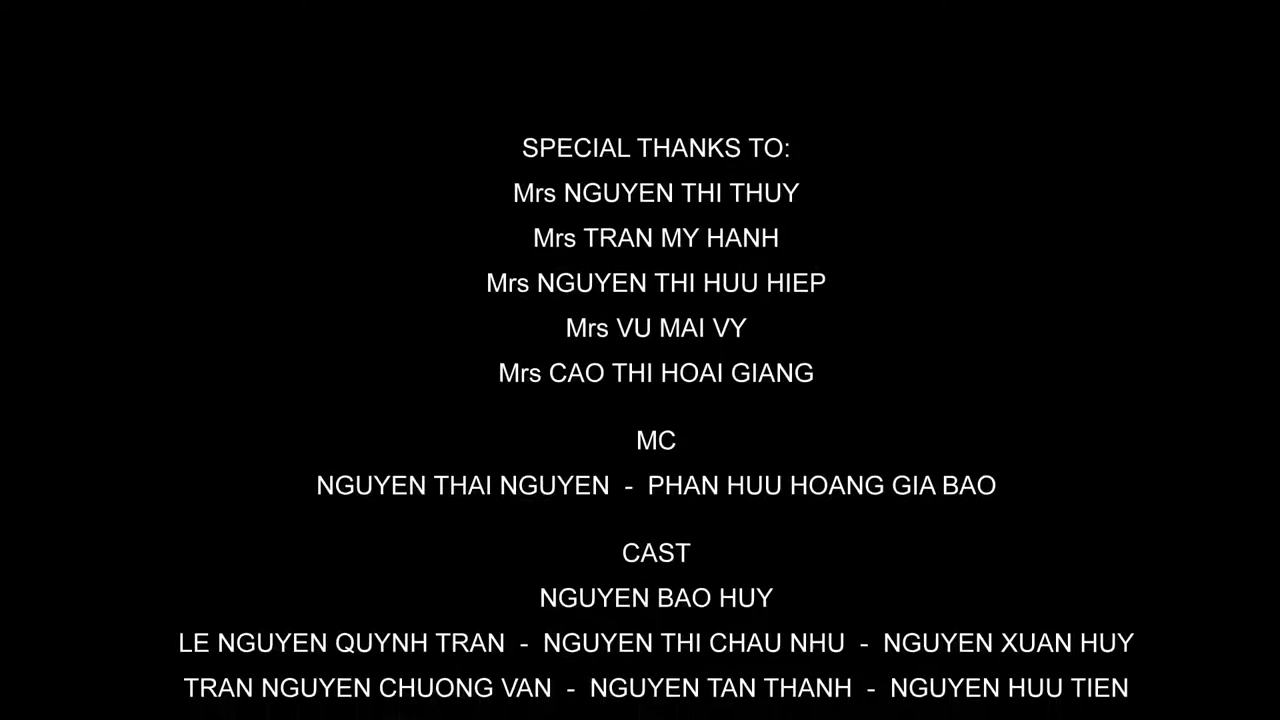 SPECIAL THANKS TO:
Mrs NGUYEN THI THUY
Mrs TRAN MY HANH
Mrs NGUYEN THI HUU HIEP
Mrs VU MAI VY
Mrs CAO THI HOAI GIANG
MC
NGUYEN THAI NGUYEN - PHAN HUU HOANG GIA BAO
CAST
NGUYEN BAO HUY
LE NGUYEN QUYNH TRAN - NGUYEN THI CHAU NHU - NGUYEN XUAN HUY
TRAN NGUYEN CHUONG VAN - NGUYEN TAN THANH - NGUYEN HUU TIEN